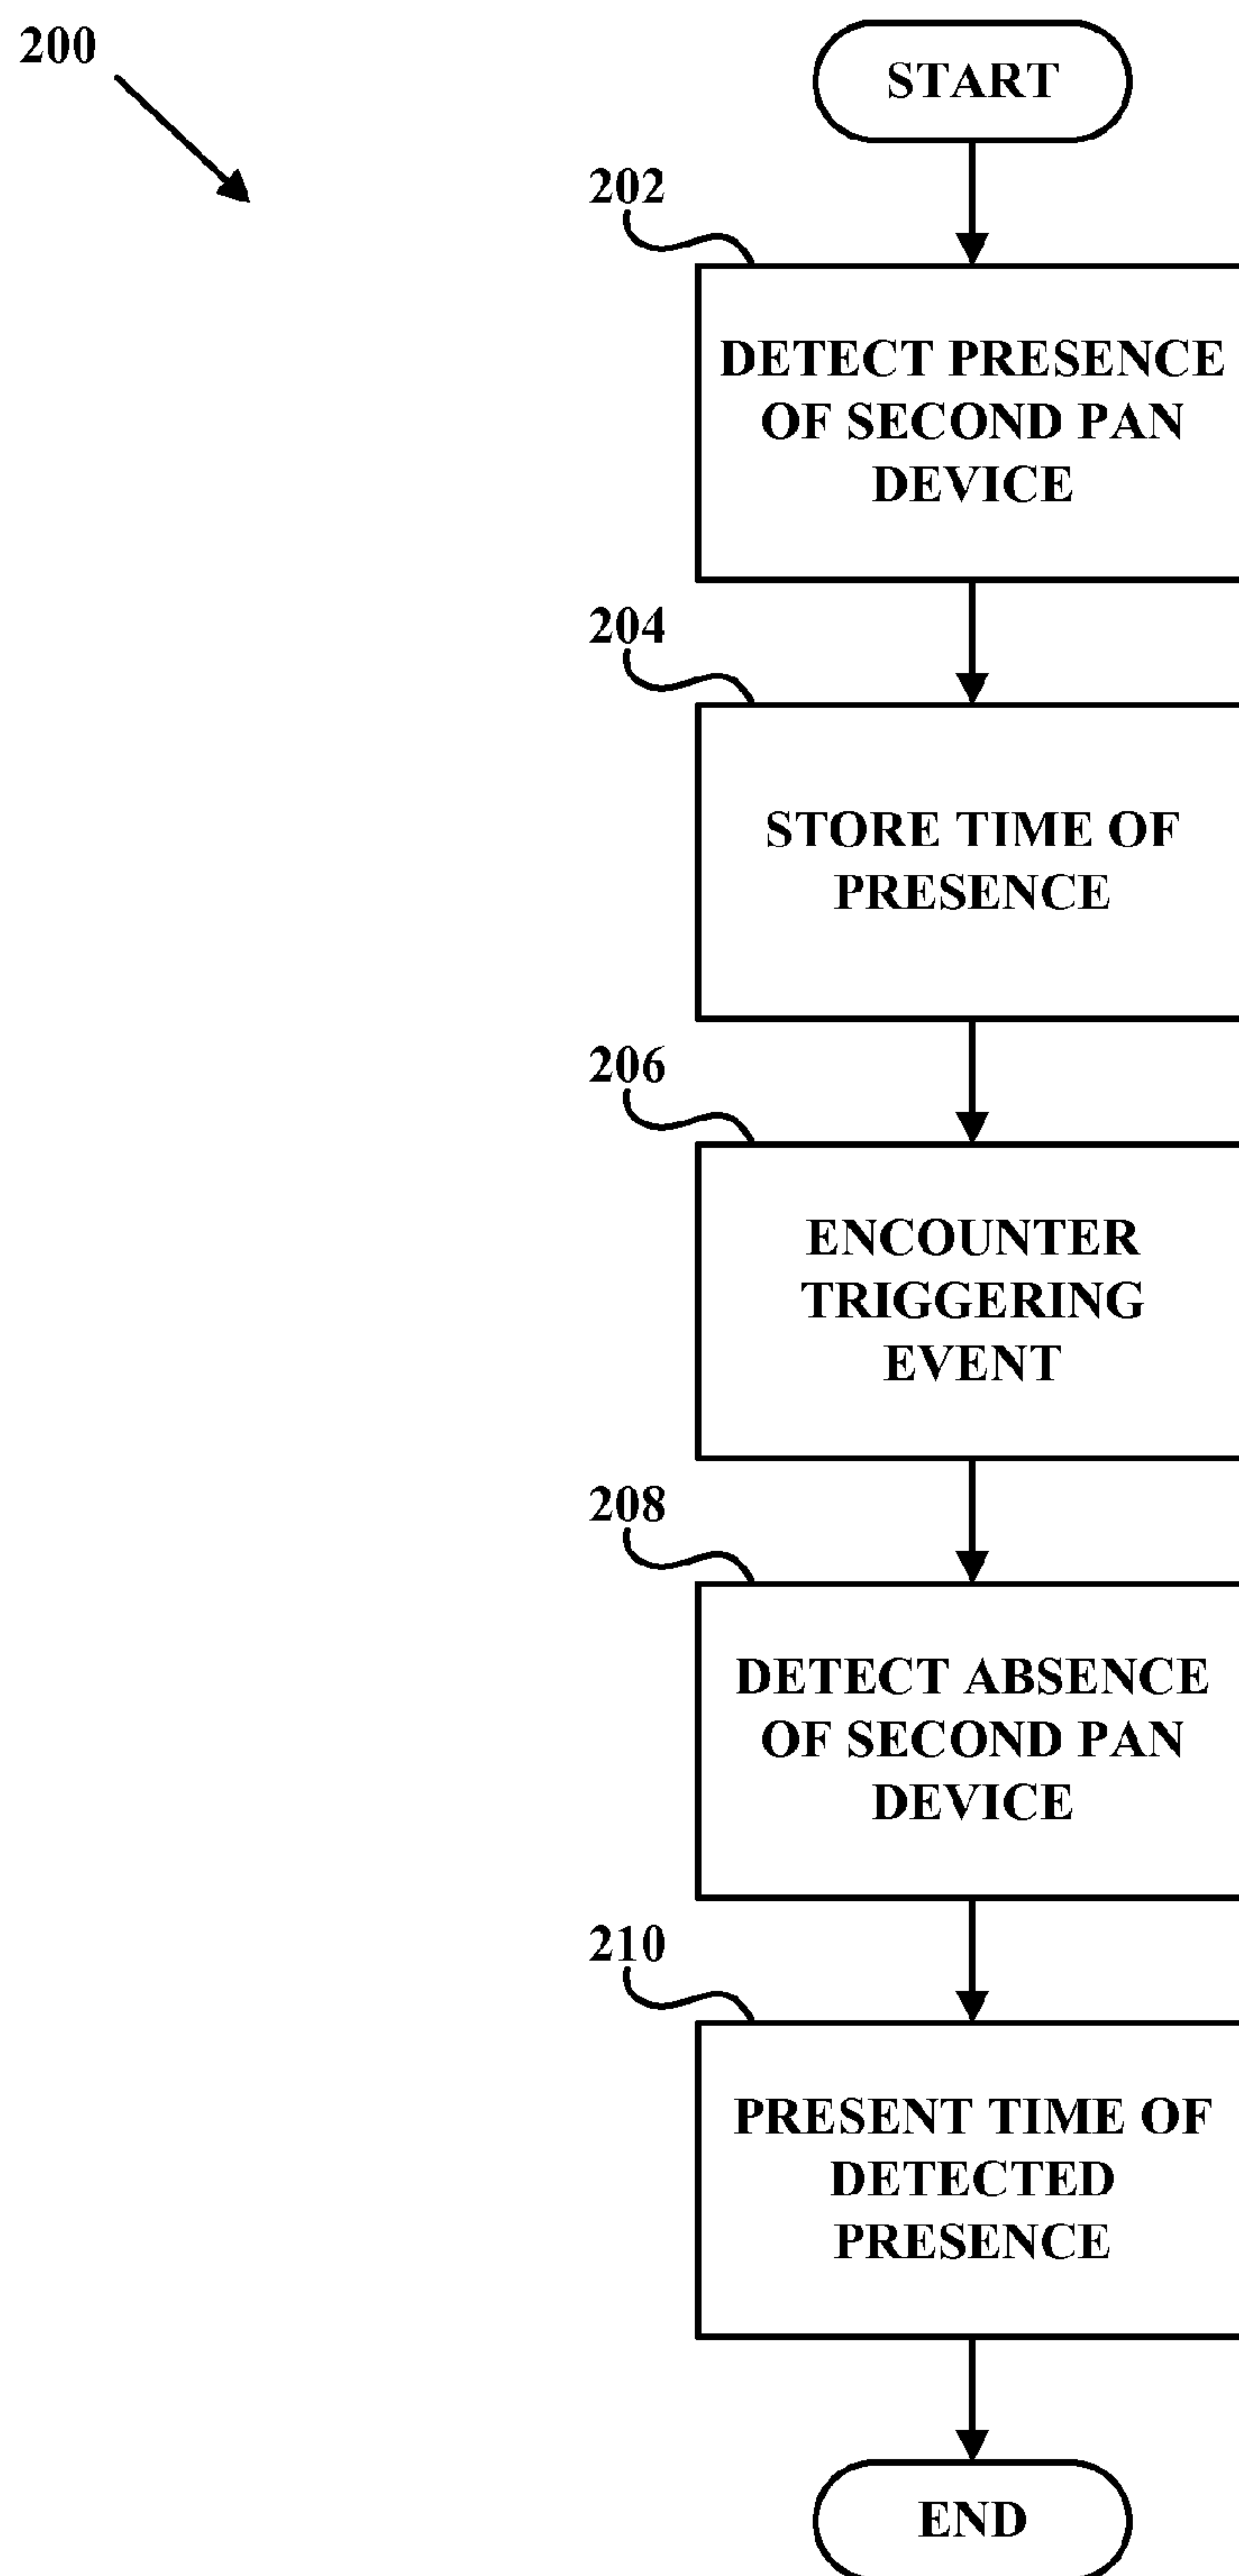 200
START
202
DETECT PRESENCE
OF SECOND PAN
DEVICE
204
STORE TIME OF
PRESENCE
206
ENCOUNTER
TRIGGERING
EVENT
208
DETECT ABSENCE
OF SECOND PAN
DEVICE
210
PRESENT TIME OF
DETECTED
PRESENCE
END